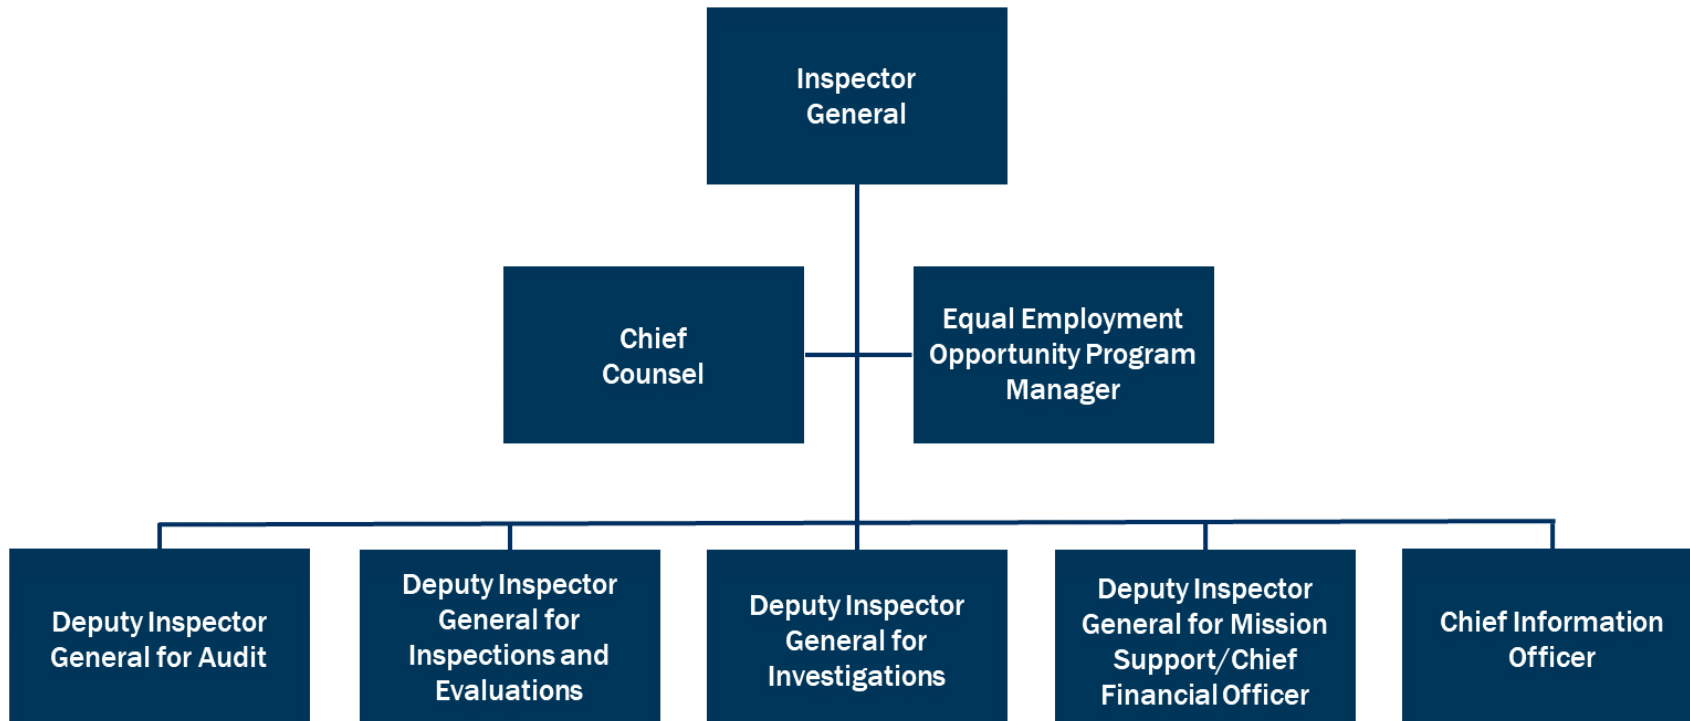 Inspector
General
Chief
Counsel
Equal Employment
Opportunity Program
Manager
Deputy Inspector
General for Audit
Deputy Inspector
General for
Inspections and
Evaluations
Deputy Inspector
General for
Investigations
Deputy Inspector
General for Mission
Support/Chief
Financial Officer
Chief Information
Officer